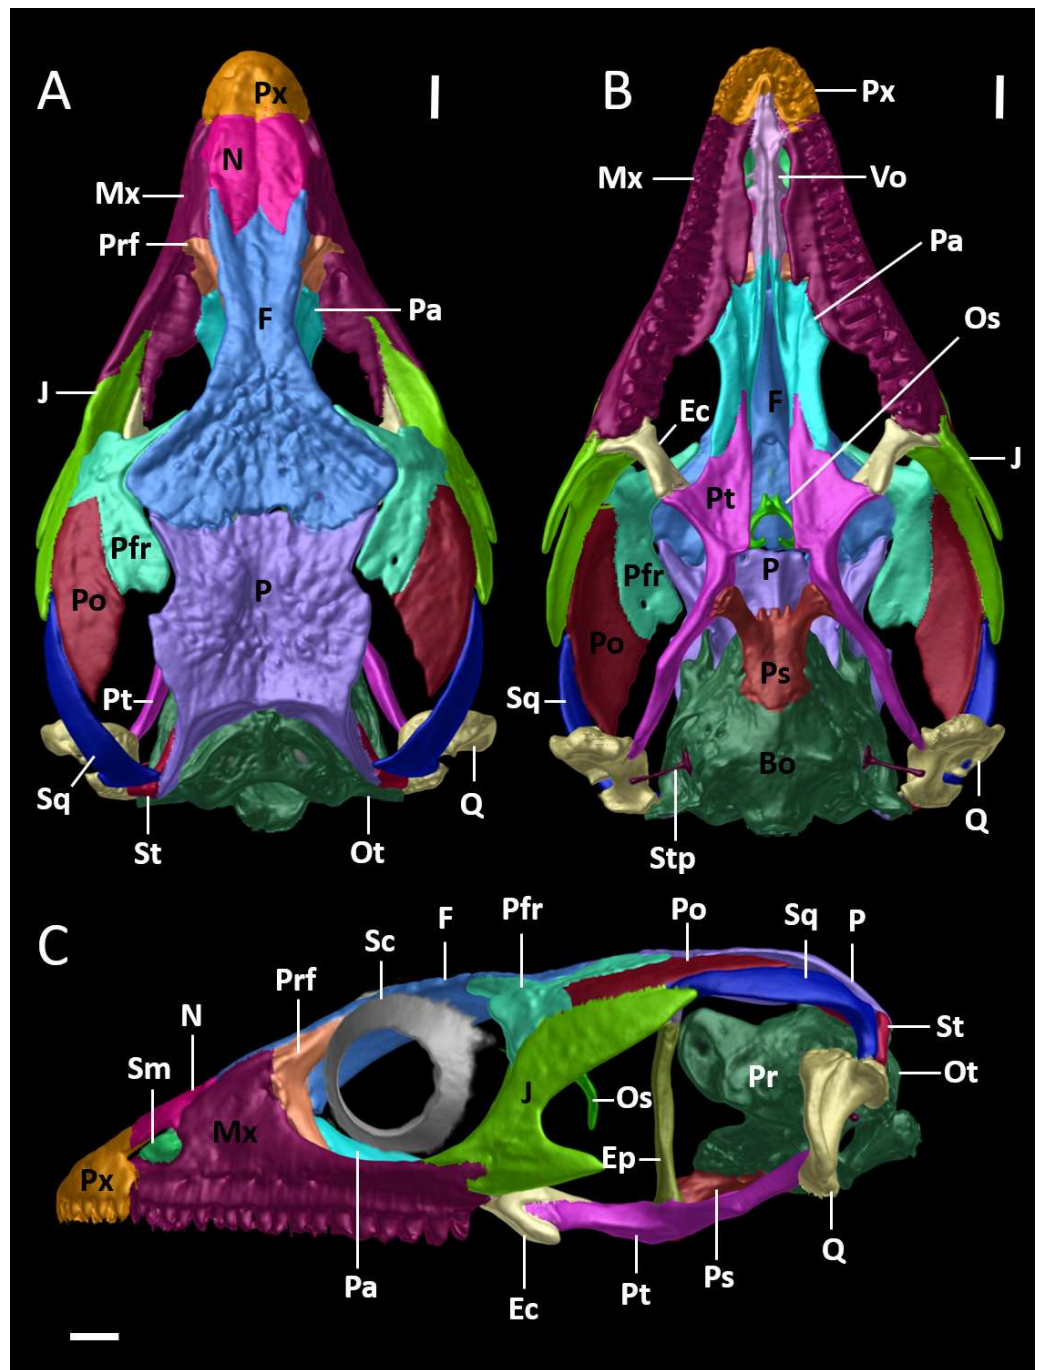 A
Px
N
Mx
Prf
F
Pa
J
Pfr
Po
P
Pt
Sq
Q
St
Ot
B
Px
Mx
Vo
Pa
Os
F
Ec
J
Pt
Pfr
P
Po
Ps
Sq
Bo
Q
Stp
C
F
Pfr
Po
Sq
P
Sc
Prf
N
Sm
St
Ot
Pr
J
Os
Mx
Ep
Px
Q
Pa
Ec
Pt
Ps